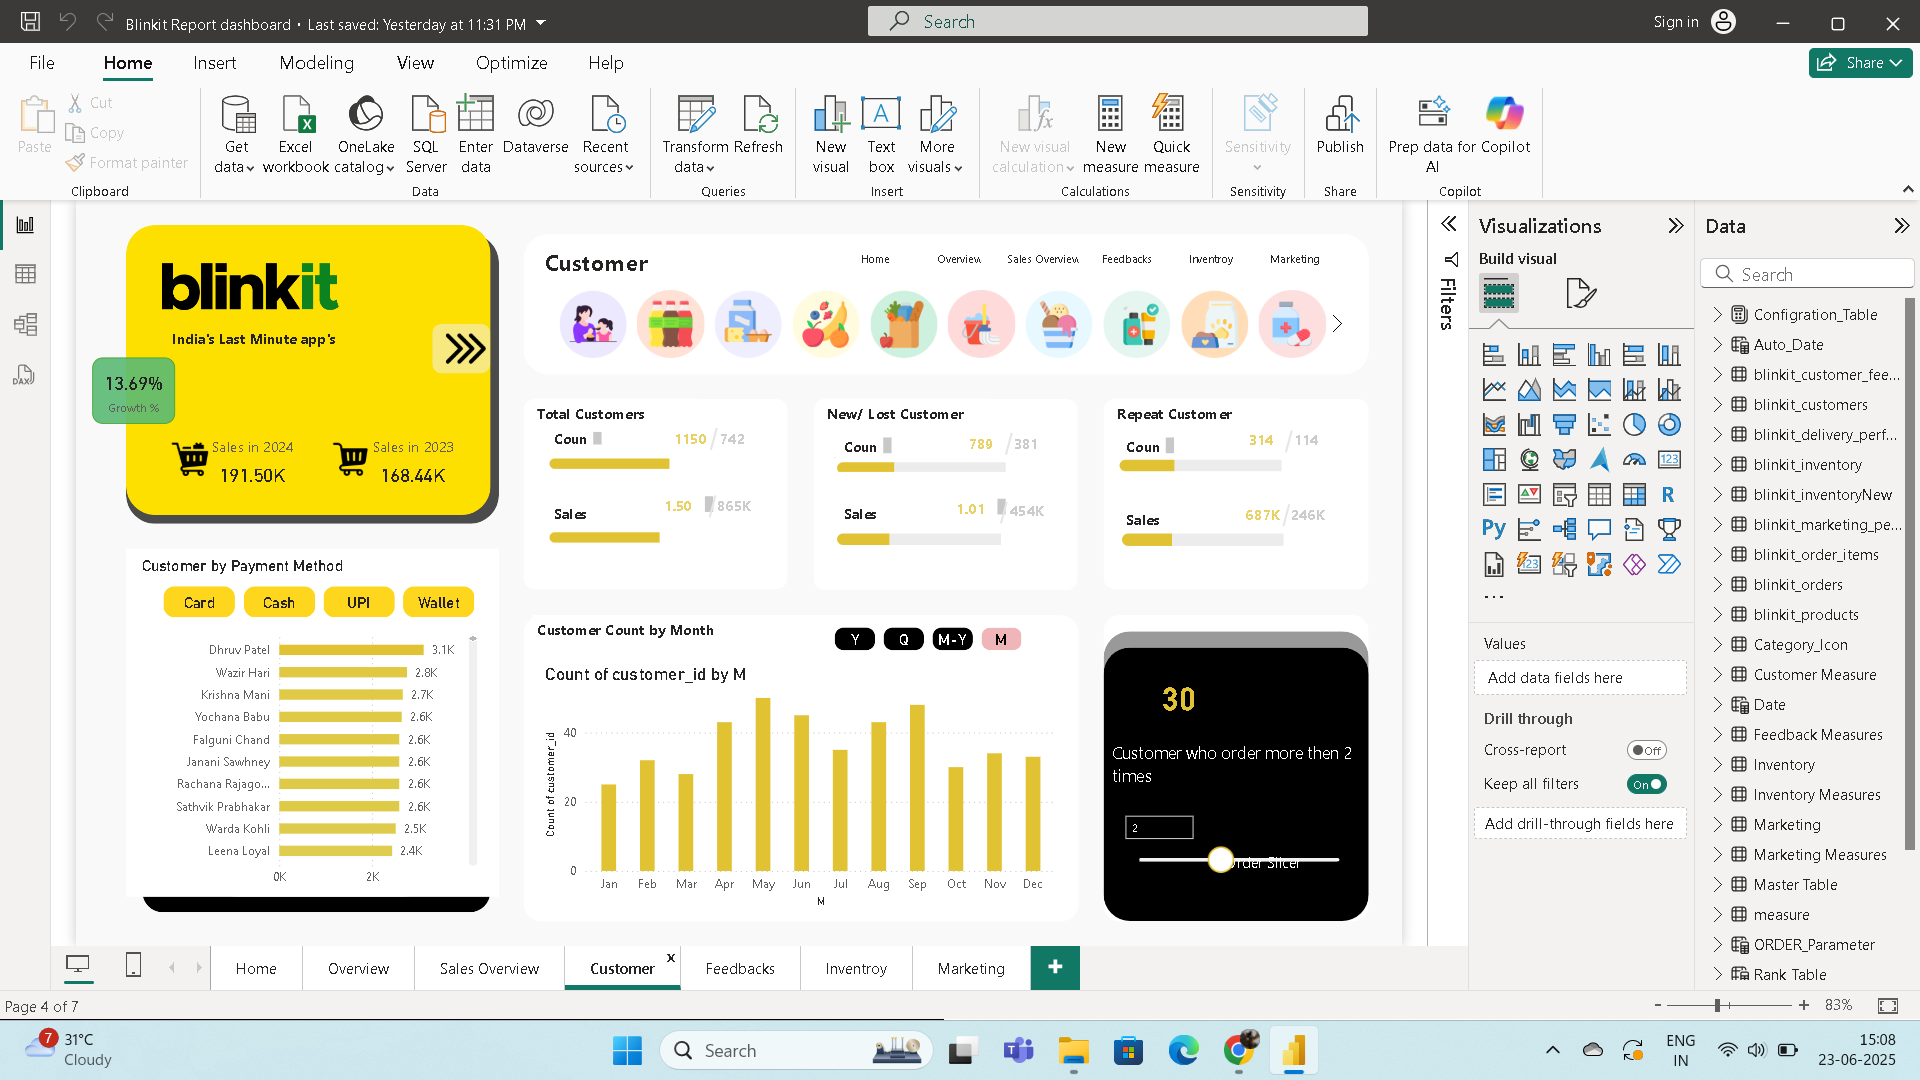 Blinkit Report dashboard • Last saved: Yesterday at 11:31 PM
Search
Sign in
File
Home
Insert
Modeling
View
Optimize
Help
Share
Paste
Cut
Copy
Format painter
Clipboard
Get data
Excel workbook
OneLake catalog
SQL Server
Enter data
Dataverse
Recent sources
Data
Transform data
Refresh
Queries
New visual
Text box
More visuals
Insert
New visual calculation
New measure
Quick measure
Calculations
Sensitivity
Sensitivity
Publish
Share
Prep data for AI
Copilot
Copilot
blinkit
India's Last Minute app's
13.69%
Growth %
Sales in 2024
191.50K
Sales in 2023
168.44K
Customer
Home
Overview
Sales Overview
Feedbacks
Inventroy
Marketing
Total Customers
Coun
1150 / 742
Sales
1.50 / 865K
New/ Lost Customer
Coun
789 / 381
Sales
1.01 / 454K
Repeat Customer
Coun
314 / 114
Sales
687K / 246K
Customer by Payment Method
Card
Cash
UPI
Wallet
Dhruv Patel 3.1K
Wazir Hari 2.8K
Krishna Mani 2.7K
Yochana Babu 2.6K
Falguni Chand 2.6K
Janani Sawhney 2.6K
Rachana Rajago... 2.6K
Sathvik Prabhakar 2.6K
Warda Kohli 2.5K
Leena Loyal 2.4K
0K 2K
Customer Count by Month
Y
Q
M-Y
M
Count of customer_id by M
Count of customer_id
40
20
0
Jan Feb Mar Apr May Jun Jul Aug Sep Oct Nov Dec
M
30
Customer who order more then 2
times
2
rder Slicer
Filters
Visualizations
Build visual
123
R
Py
123
...
Values
Add data fields here
Drill through
Cross-report
Off
Keep all filters
On
Add drill-through fields here
Data
Search
Configration_Table
Auto_Date
blinkit_customer_fee...
blinkit_customers
blinkit_delivery_perf...
blinkit_inventory
blinkit_inventoryNew
blinkit_marketing_pe...
blinkit_order_items
blinkit_orders
blinkit_products
Category_Icon
Customer Measure
Date
Feedback Measures
Inventory
Inventory Measures
Marketing
Marketing Measures
Master Table
measure
ORDER_Parameter
Rank Table
Home
Overview
Sales Overview
Customer
x
Feedbacks
Inventroy
Marketing
+
Page 4 of 7
- + 83%
7
31°C
Cloudy
Search
ENG
IN
15:08
23-06-2025